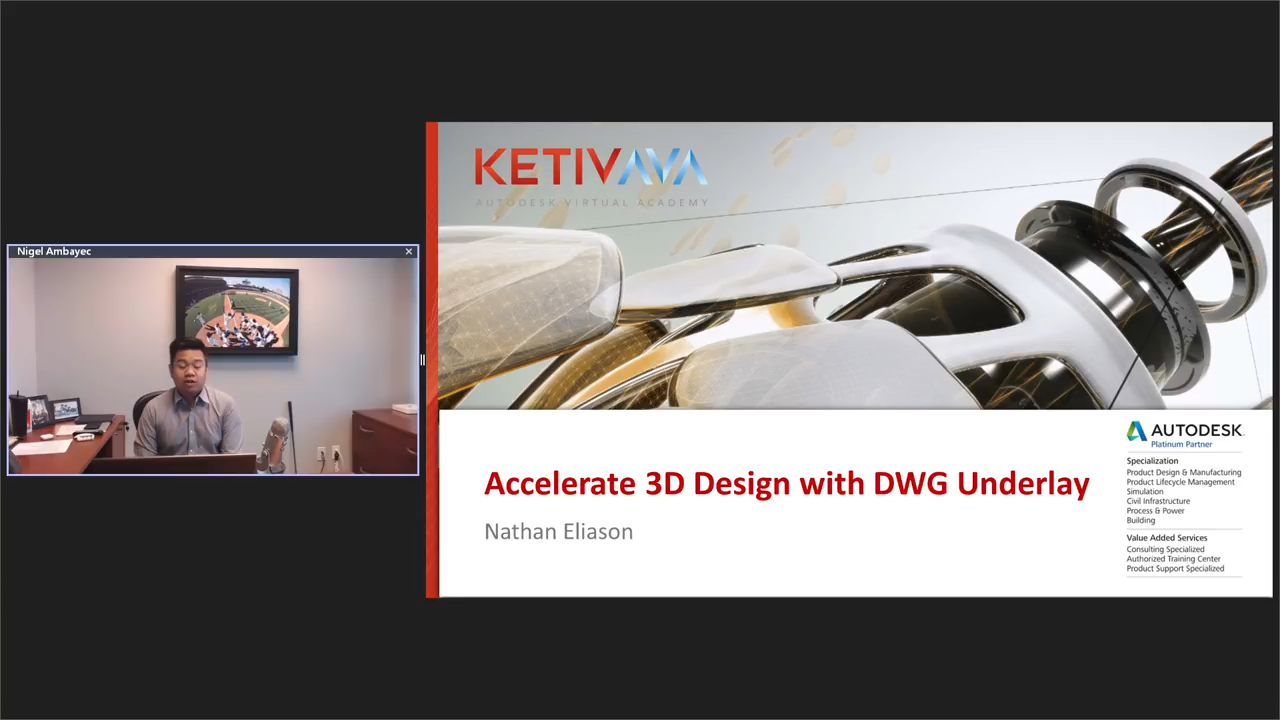 Nigel Ambayec
KETIVAVA
AUTODESK VIRTUAL ACADEMY
Accelerate 3D Design with DWG Underlay
Nathan Eliason
AUTODESK.
Platinum Partner
Specialization
Product Design & Manufacturing
Product Lifecycle Management
Simulation
Civil Infrastructure
Process & Power
Building
Value Added Services
Consulting Specialized
Authorized Training Center
Product Support Specialized